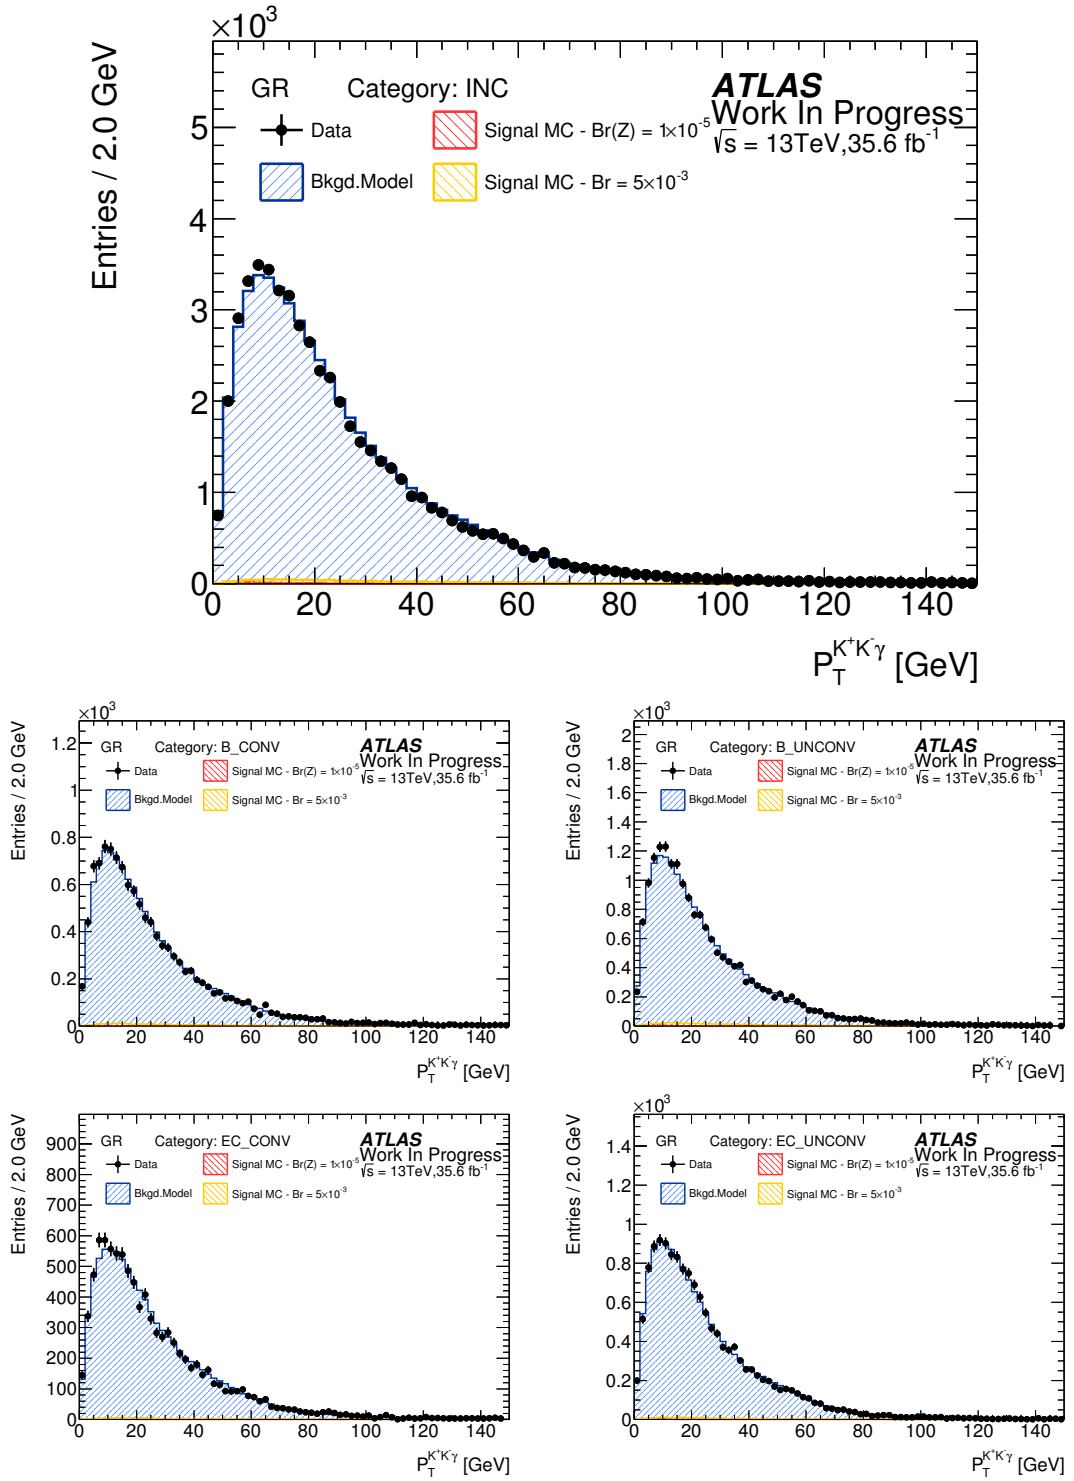 ×10³
Entries / 2.0 GeV
GR Category: INC
ATLAS
Work In Progress
√s = 13TeV,35.6 fb⁻¹
Data
Signal MC - Br(Z) = 1×10⁻⁵
Bkgd.Model
Signal MC - Br = 5×10⁻³
5
4
3
2
1
0
0 20 40 60 80 100 120 140
P_T^{K⁺K⁻γ} [GeV]
×10³
Entries / 2.0 GeV
GR Category: B_CONV
ATLAS
Work In Progress
√s = 13TeV,35.6 fb⁻¹
Data
Signal MC - Br(Z) = 1×10⁻⁵
Bkgd.Model
Signal MC - Br = 5×10⁻³
1.2
1
0.8
0.6
0.4
0.2
0
0 20 40 60 80 100 120 140
P_T^{K⁺K⁻γ} [GeV]
×10³
Entries / 2.0 GeV
GR Category: B_UNCONV
ATLAS
Work In Progress
√s = 13TeV,35.6 fb⁻¹
Data
Signal MC - Br(Z) = 1×10⁻⁵
Bkgd.Model
Signal MC - Br = 5×10⁻³
2
1.8
1.6
1.4
1.2
1
0.8
0.6
0.4
0.2
0
0 20 40 60 80 100 120 140
P_T^{K⁺K⁻γ} [GeV]
Entries / 2.0 GeV
GR Category: EC_CONV
ATLAS
Work In Progress
√s = 13TeV,35.6 fb⁻¹
Data
Signal MC - Br(Z) = 1×10⁻⁵
Bkgd.Model
Signal MC - Br = 5×10⁻³
900
800
700
600
500
400
300
200
100
0
0 20 40 60 80 100 120 140
P_T^{K⁺K⁻γ} [GeV]
×10³
Entries / 2.0 GeV
GR Category: EC_UNCONV
ATLAS
Work In Progress
√s = 13TeV,35.6 fb⁻¹
Data
Signal MC - Br(Z) = 1×10⁻⁵
Bkgd.Model
Signal MC - Br = 5×10⁻³
1.4
1.2
1
0.8
0.6
0.4
0.2
0
0 20 40 60 80 100 120 140
P_T^{K⁺K⁻γ} [GeV]